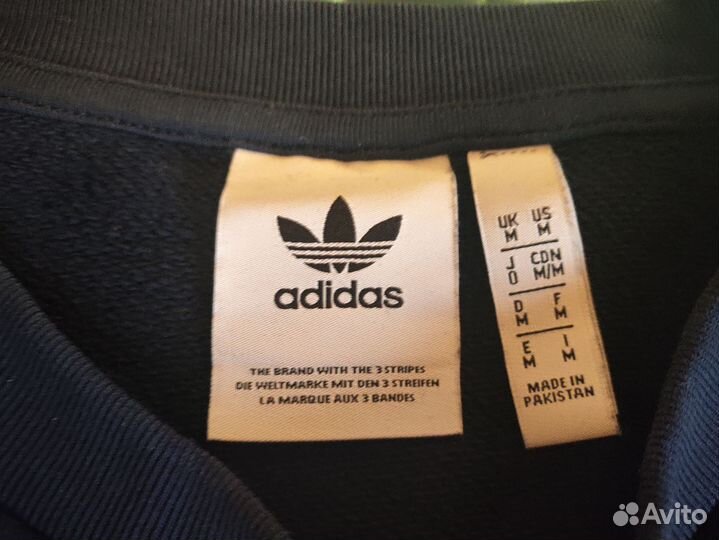 adidas
THE BRAND WITH THE 3 STRIPES
DIE WELTMARKE MIT DEN 3 STREIFEN
LA MARQUE AUX 3 BANDES
UK US
M M
J CDN
O M/M
D F
M M
E I
M M
MADE IN
PAKISTAN
Avito